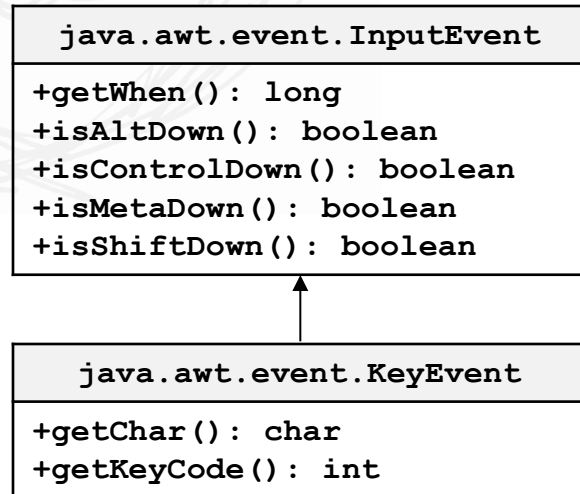 java.awt.event.InputEvent
+getWhen(): long
+isAltDown(): boolean
+isControlDown(): boolean
+isMetaDown(): boolean
+isShiftDown(): boolean
java.awt.event.KeyEvent
+getChar(): char
+getKeyCode(): int